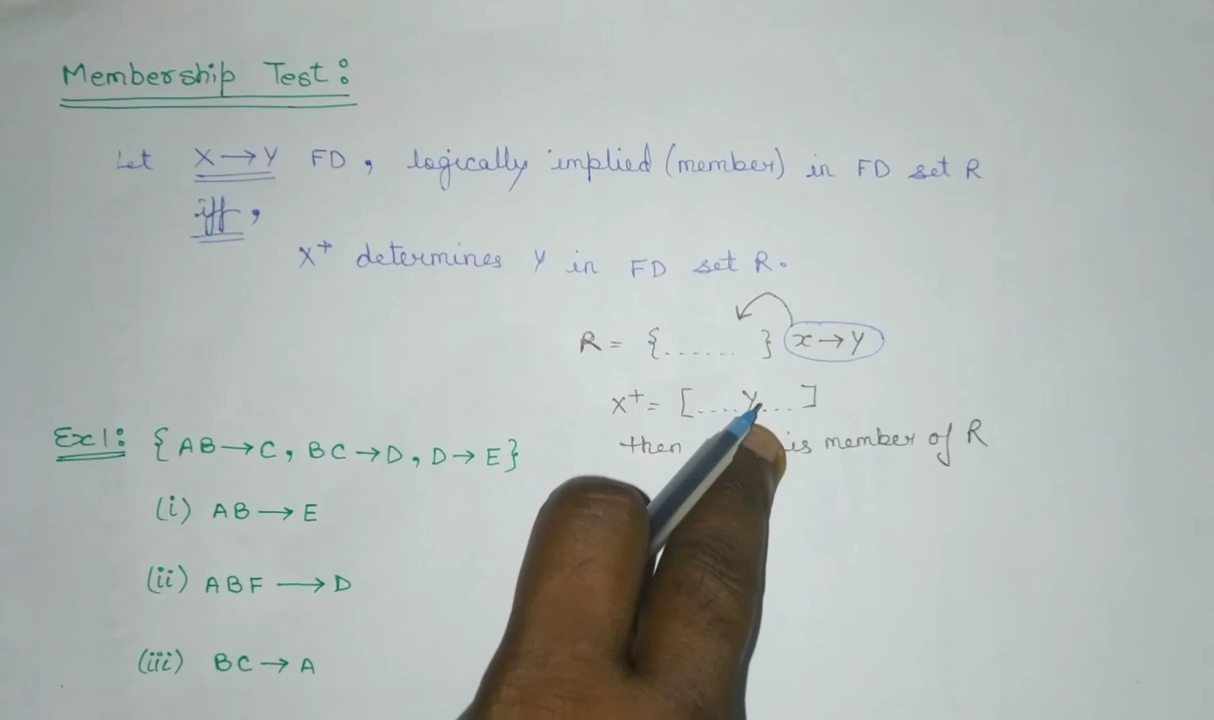 Membership Test:
Let X → Y FD, logically implied (member) in FD set R
iff,
X+ determines Y in FD set R.
R = {...... } x → Y
X+ = [....Y...]
then is member of R
Ex1: {AB → C, BC → D, D → E}
(i) AB → E
(ii) ABF → D
(iii) BC → A